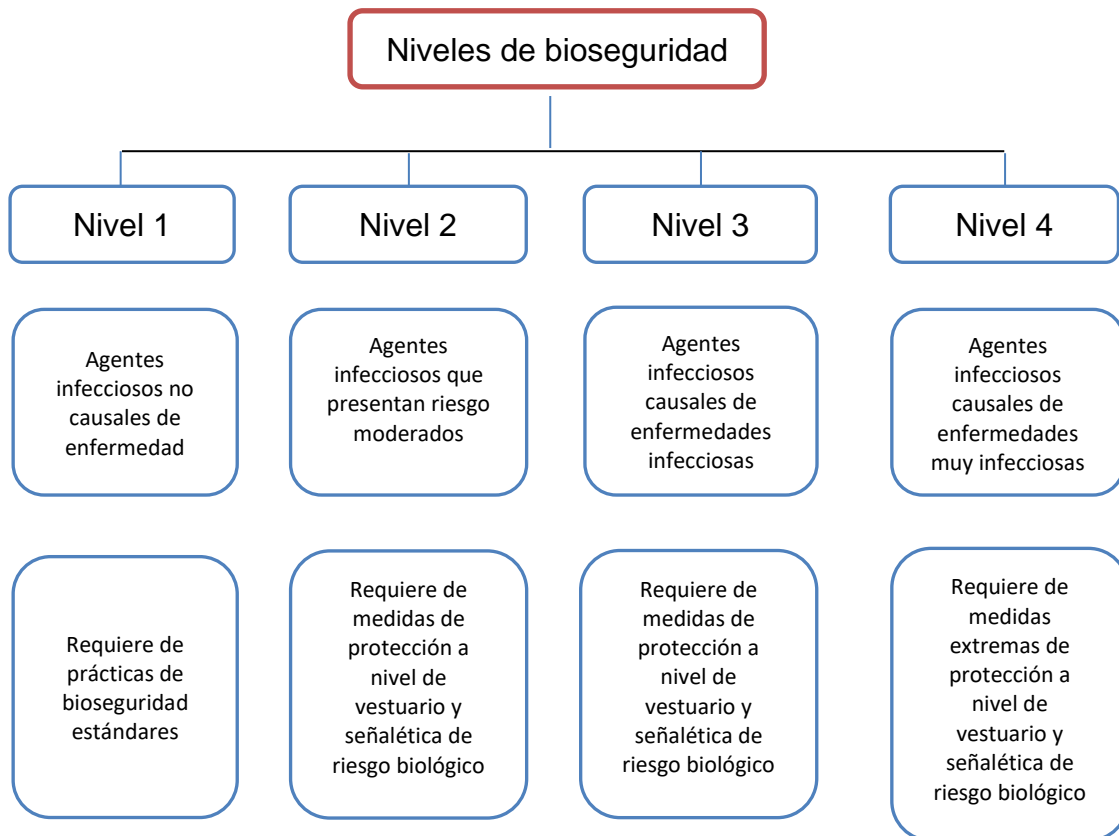 Niveles de bioseguridad
Nivel 1
Nivel 2
Nivel 3
Nivel 4
Agentes
infecciosos no
causales de
enfermedad
Agentes
infecciosos que
presentan riesgo
moderados
Agentes
infecciosos
causales de
enfermedades
infecciosas
Agentes
infecciosos
causales de
enfermedades
muy infecciosas
Requiere de
prácticas de
bioseguridad
estándares
Requiere de
medidas de
protección a
nivel de
vestuario y
señalética de
riesgo biológico
Requiere de
medidas de
protección a
nivel de
vestuario y
señalética de
riesgo biológico
Requiere de
medidas
extremas de
protección a
nivel de
vestuario y
señalética de
riesgo biológico